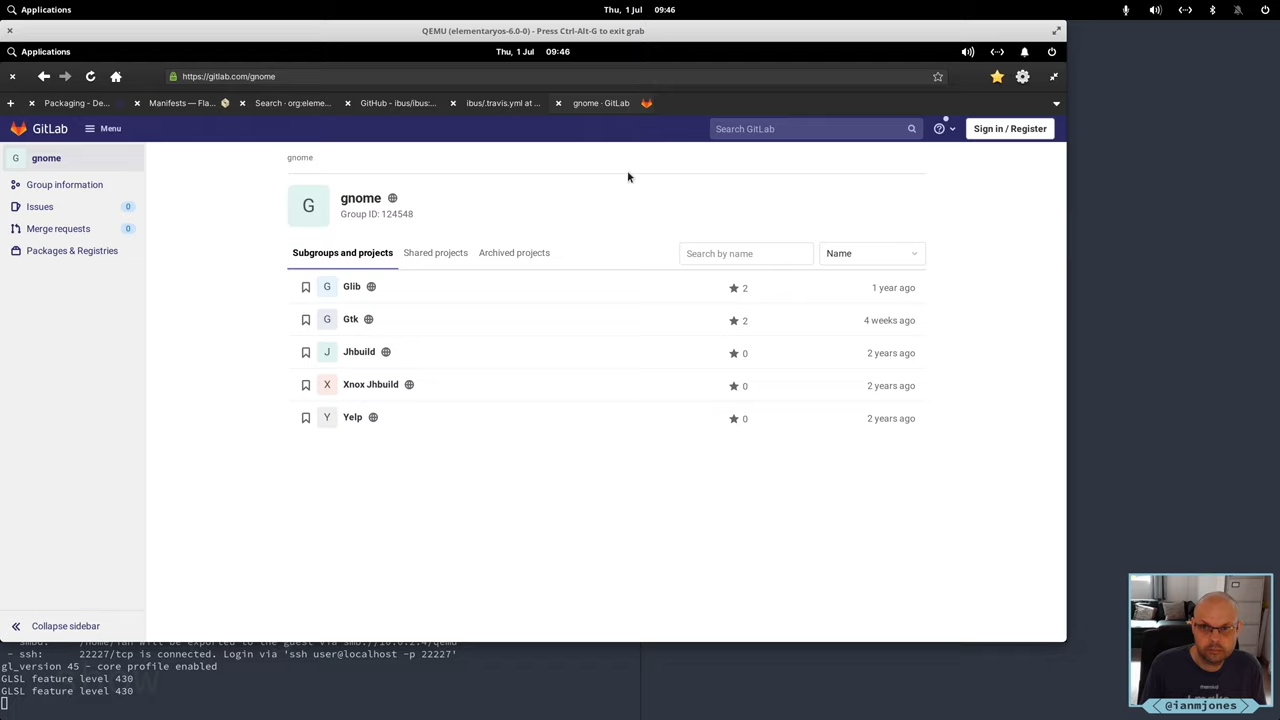 Applications
Thu, 1 Jul 09:46
QEMU (elementaryos-6.0-0) - Press Ctrl-Alt-G to exit grab
Applications
Thu, 1 Jul 09:46
https://gitlab.com/gnome
Packaging - De...
Manifests — Fla...
Search · org:eleme...
GitHub - ibus/ibus:...
ibus/.travis.yml at ...
gnome · GitLab
GitLab
Menu
Search GitLab
Sign in / Register
G gnome
Group information
Issues 0
Merge requests 0
Packages & Registries
Collapse sidebar
gnome
G
gnome
Group ID: 124548
Subgroups and projects
Shared projects
Archived projects
Search by name
Name
G Glib 2 1 year ago
G Gtk 2 4 weeks ago
J Jhbuild 0 2 years ago
X Xnox Jhbuild 0 2 years ago
Y Yelp 0 2 years ago
- ssh: 22227/tcp is connected. Login via 'ssh user@localhost -p 22227'
gl_version 45 - core profile enabled
GLSL feature level 430
GLSL feature level 430
@ianmjones